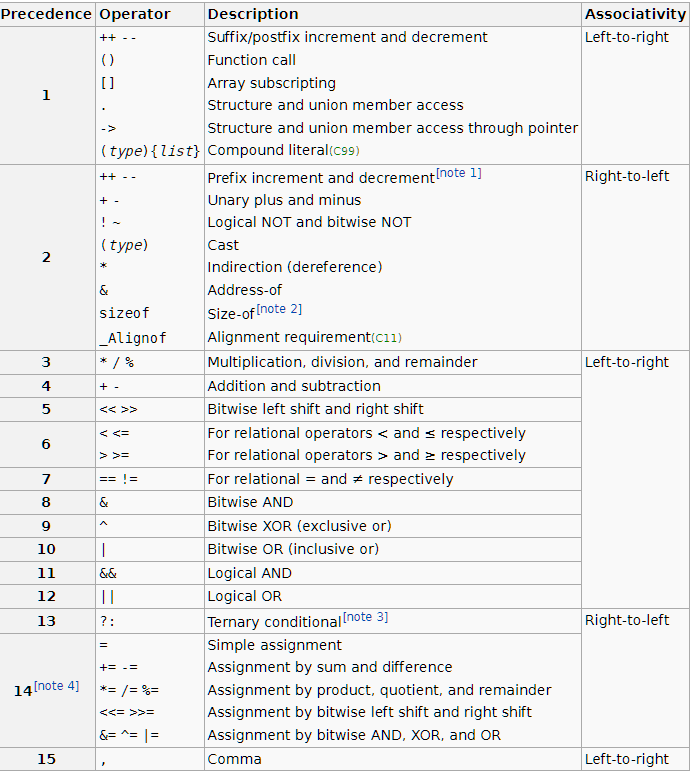 Precedence Operator Description Associativity
1
++ -- Suffix/postfix increment and decrement Left-to-right
() Function call
[] Array subscripting
. Structure and union member access
-> Structure and union member access through pointer
(type){list} Compound literal(C99)
2
++ -- Prefix increment and decrement[note 1] Right-to-left
+ - Unary plus and minus
! ~ Logical NOT and bitwise NOT
(type) Cast
* Indirection (dereference)
& Address-of
sizeof Size-of[note 2]
_Alignof Alignment requirement(C11)
3 * / % Multiplication, division, and remainder Left-to-right
4 + - Addition and subtraction
5 << >> Bitwise left shift and right shift
6
< <= For relational operators < and ≤ respectively
> >= For relational operators > and ≥ respectively
7 == != For relational = and ≠ respectively
8 & Bitwise AND
9 ^ Bitwise XOR (exclusive or)
10 | Bitwise OR (inclusive or)
11 && Logical AND
12 || Logical OR
13 ?: Ternary conditional[note 3] Right-to-left
14[note 4]
= Simple assignment
+= -= Assignment by sum and difference
*= /= %= Assignment by product, quotient, and remainder
<<= >>= Assignment by bitwise left shift and right shift
&= ^= |= Assignment by bitwise AND, XOR, and OR
15 , Comma Left-to-right